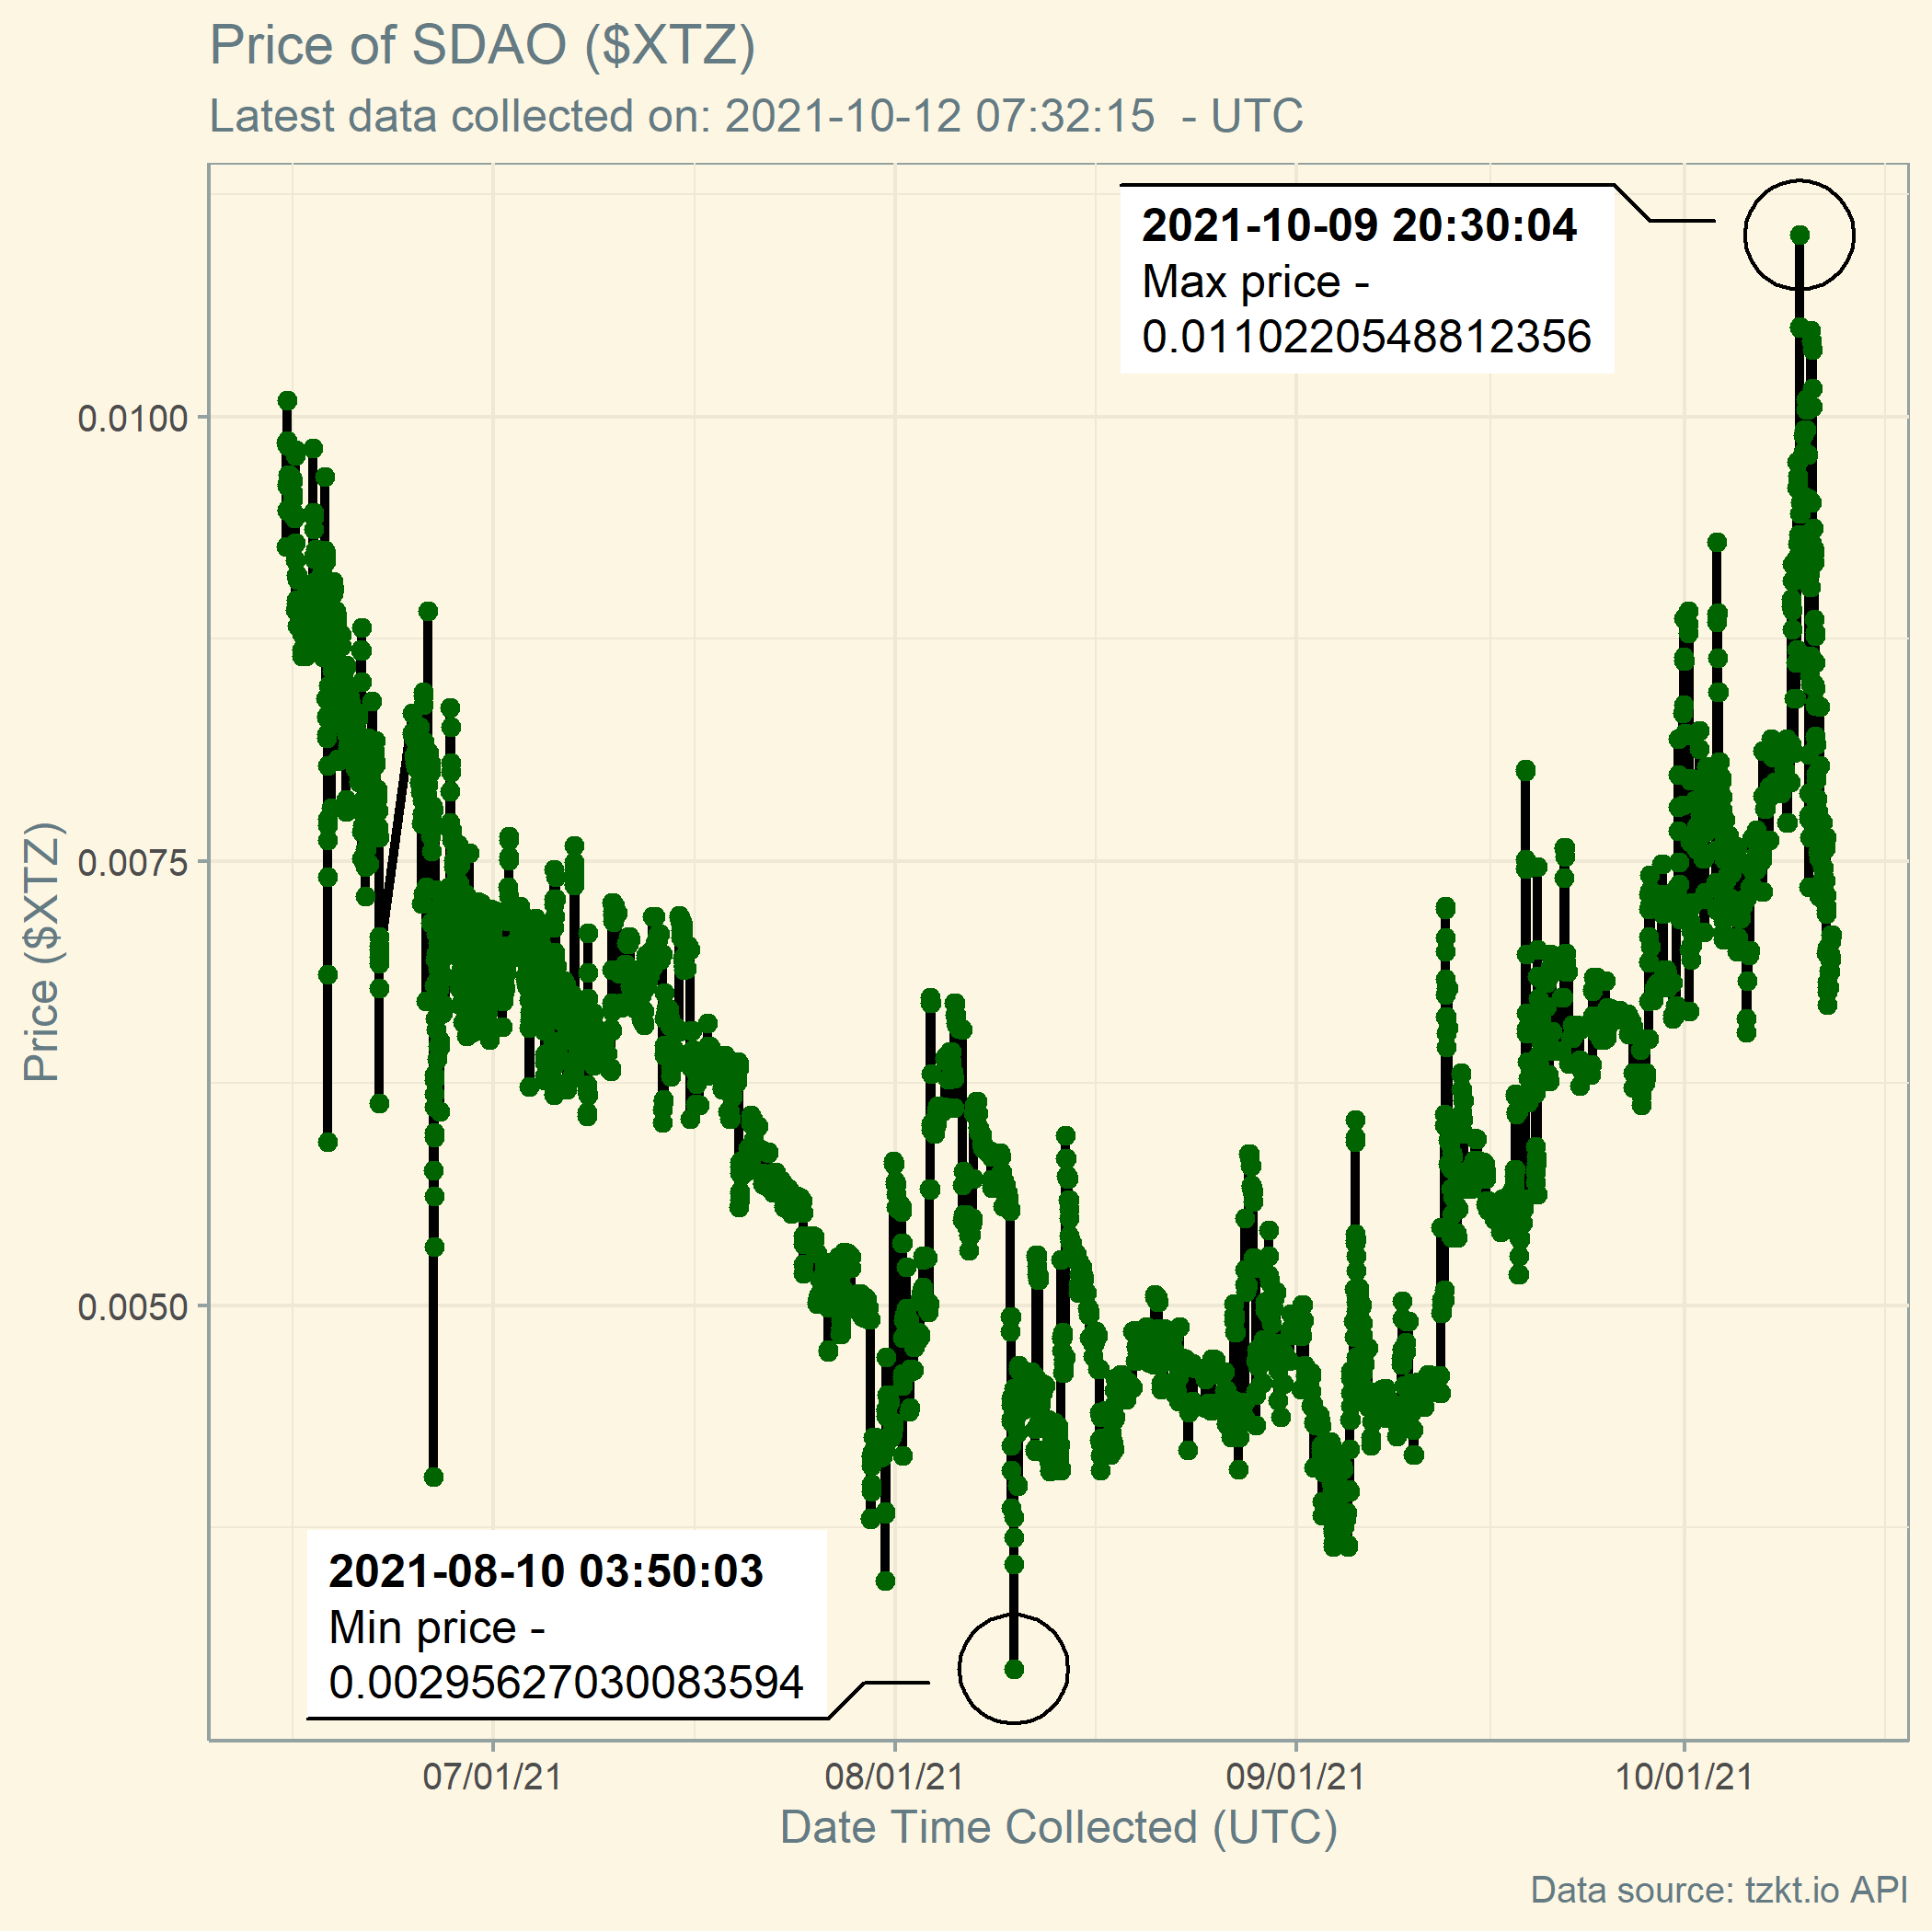 Price of SDAO ($XTZ)
Latest data collected on: 2021-10-12 07:32:15  - UTC
2021-10-09 20:30:04
Max price -
0.0110220548812356
0.0100
0.0075
0.0050
Price ($XTZ)
2021-08-10 03:50:03
Min price -
0.00295627030083594
07/01/21 08/01/21 09/01/21 10/01/21
Date Time Collected (UTC)
Data source: tzkt.io API